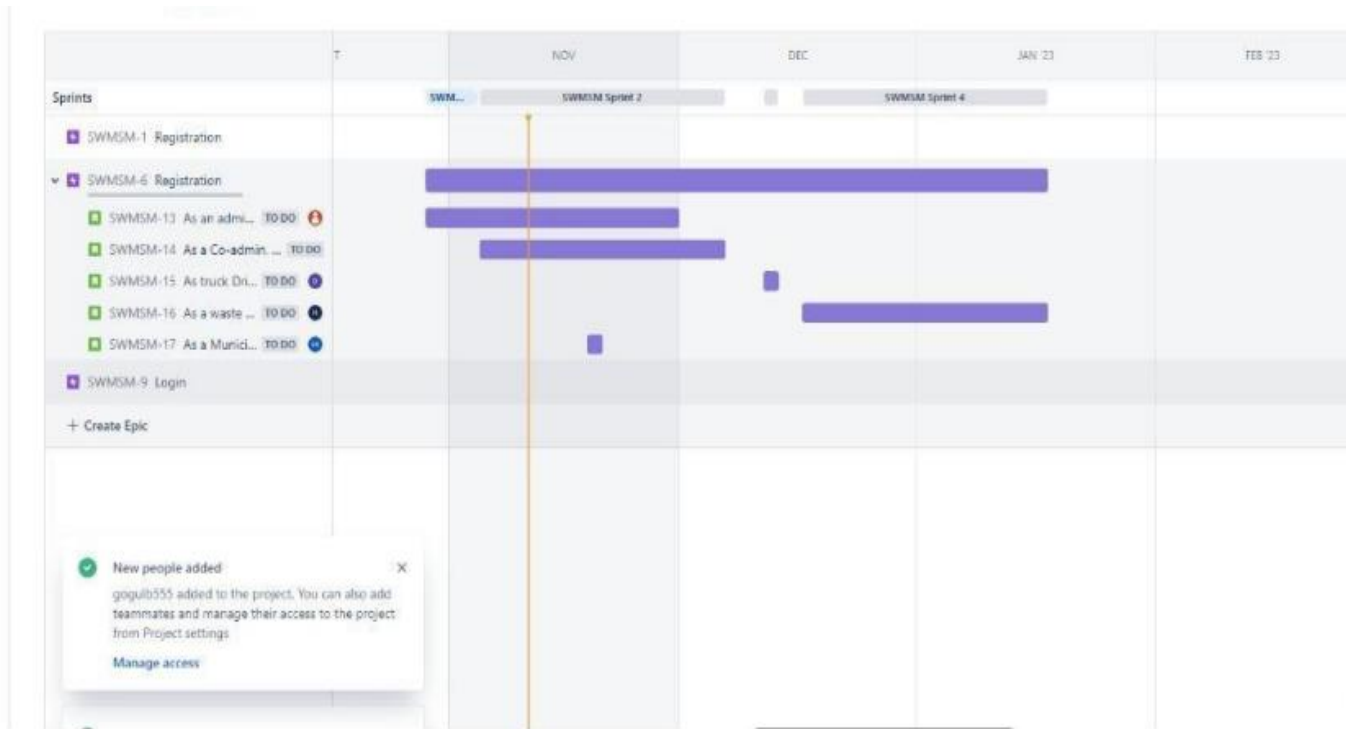 T NOV DEC JAN '23 FEB '23
Sprints SWM... SWMSM Sprint 2 SWMSM Sprint 4
SWMSM-1 Registration
SWMSM-6 Registration
SWMSM-13 As an admi... TO DO
SWMSM-14 As a Co-admin. ... TO DO
SWMSM-15 As truck Dri... TO DO
SWMSM-16 As a waste ... TO DO
SWMSM-17 As a Munici... TO DO
SWMSM-9 Login
+ Create Epic
New people added
gogulb555 added to the project. You can also add
teammates and manage their access to the project
from Project settings
Manage access